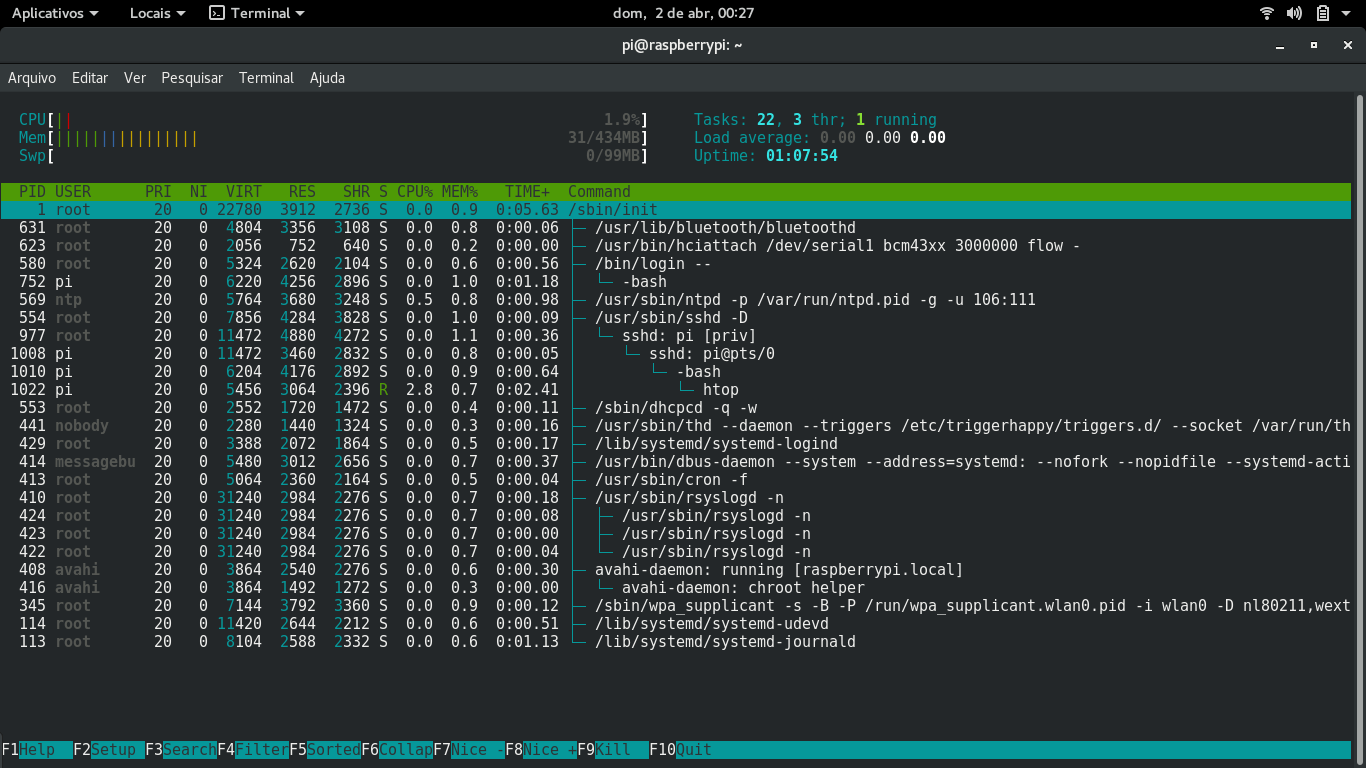 Aplicativos Locais Terminal dom, 2 de abr, 00:27
pi@raspberrypi: ~
Arquivo Editar Ver Pesquisar Terminal Ajuda
CPU[|| 1.9%] Tasks: 22, 3 thr; 1 running
Mem[|||||||||||||||| 31/434MB] Load average: 0.00 0.00 0.00
Swp[ 0/99MB] Uptime: 01:07:54
PID USER PRI NI VIRT RES SHR S CPU% MEM% TIME+ Command
1 root 20 0 22780 3912 2736 S 0.0 0.9 0:05.63 /sbin/init
631 root 20 0 4804 3356 3108 S 0.0 0.8 0:00.06 ├─ /usr/lib/bluetooth/bluetoothd
623 root 20 0 2056 752 640 S 0.0 0.2 0:00.00 ├─ /usr/bin/hciattach /dev/serial1 bcm43xx 3000000 flow -
580 root 20 0 5324 2620 2104 S 0.0 0.6 0:00.56 ├─ /bin/login --
752 pi 20 0 6220 4256 2896 S 0.0 1.0 0:01.18 │ └─ -bash
569 ntp 20 0 5764 3680 3248 S 0.5 0.8 0:00.98 ├─ /usr/sbin/ntpd -p /var/run/ntpd.pid -g -u 106:111
554 root 20 0 7856 4284 3828 S 0.0 1.0 0:00.09 ├─ /usr/sbin/sshd -D
977 root 20 0 11472 4880 4272 S 0.0 1.1 0:00.36 │ └─ sshd: pi [priv]
1008 pi 20 0 11472 3460 2832 S 0.0 0.8 0:00.05 │ └─ sshd: pi@pts/0
1010 pi 20 0 6204 4176 2892 S 0.0 0.9 0:00.64 │ └─ -bash
1022 pi 20 0 5456 3064 2396 R 2.8 0.7 0:02.41 │ └─ htop
553 root 20 0 2552 1720 1472 S 0.0 0.4 0:00.11 ├─ /sbin/dhcpcd -q -w
441 nobody 20 0 2280 1440 1324 S 0.0 0.3 0:00.16 ├─ /usr/sbin/thd --daemon --triggers /etc/triggerhappy/triggers.d/ --socket /var/run/th
429 root 20 0 3388 2072 1864 S 0.0 0.5 0:00.17 ├─ /lib/systemd/systemd-logind
414 messagebu 20 0 5480 3012 2656 S 0.0 0.7 0:00.37 ├─ /usr/bin/dbus-daemon --system --address=systemd: --nofork --nopidfile --systemd-acti
413 root 20 0 5064 2360 2164 S 0.0 0.5 0:00.04 ├─ /usr/sbin/cron -f
410 root 20 0 31240 2984 2276 S 0.0 0.7 0:00.18 ├─ /usr/sbin/rsyslogd -n
424 root 20 0 31240 2984 2276 S 0.0 0.7 0:00.08 │ ├─ /usr/sbin/rsyslogd -n
423 root 20 0 31240 2984 2276 S 0.0 0.7 0:00.00 │ ├─ /usr/sbin/rsyslogd -n
422 root 20 0 31240 2984 2276 S 0.0 0.7 0:00.04 │ └─ /usr/sbin/rsyslogd -n
408 avahi 20 0 3864 2540 2276 S 0.0 0.6 0:00.30 ├─ avahi-daemon: running [raspberrypi.local]
416 avahi 20 0 3864 1492 1272 S 0.0 0.3 0:00.00 │ └─ avahi-daemon: chroot helper
345 root 20 0 7144 3792 3360 S 0.0 0.9 0:00.12 ├─ /sbin/wpa_supplicant -s -B -P /run/wpa_supplicant.wlan0.pid -i wlan0 -D nl80211,wext
114 root 20 0 11420 2644 2212 S 0.0 0.6 0:00.51 ├─ /lib/systemd/systemd-udevd
113 root 20 0 8104 2588 2332 S 0.0 0.6 0:01.13 └─ /lib/systemd/systemd-journald
F1Help F2Setup F3SearchF4FilterF5SortedF6CollapF7Nice -F8Nice +F9Kill F10Quit